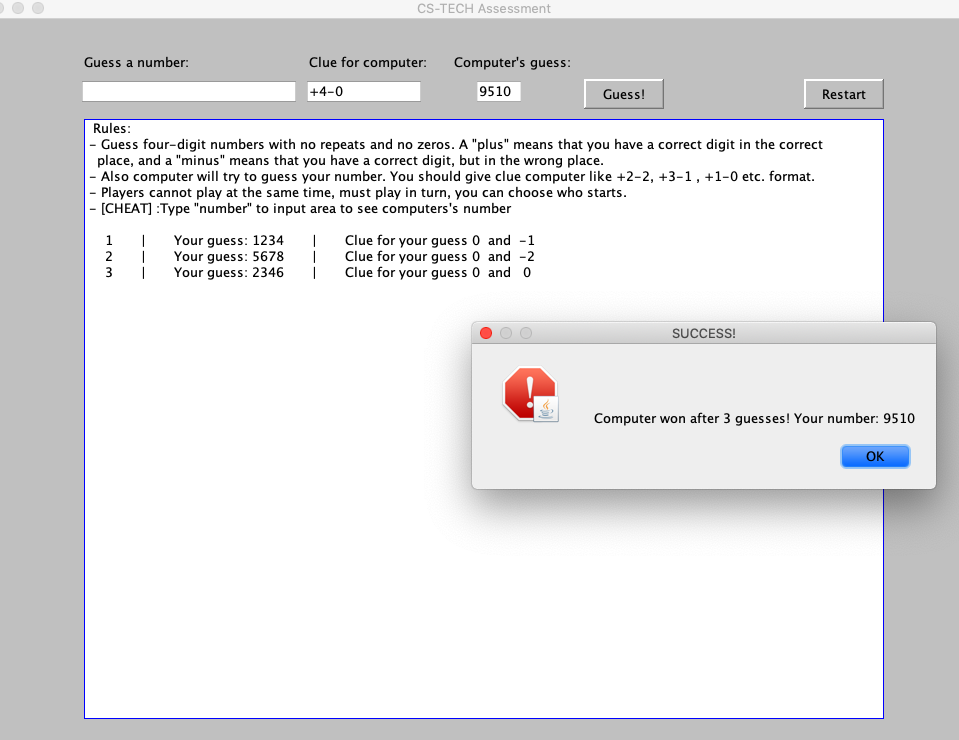 CS-TECH Assessment
Guess a number: Clue for computer: Computer's guess:
+4-0 9510 Guess! Restart
Rules:
- Guess four-digit numbers with no repeats and no zeros. A "plus" means that you have a correct digit in the correct
place, and a "minus" means that you have a correct digit, but in the wrong place.
- Also computer will try to guess your number. You should give clue computer like +2-2, +3-1 , +1-0 etc. format.
- Players cannot play at the same time, must play in turn, you can choose who starts.
- [CHEAT] :Type "number" to input area to see computers's number
1 | Your guess: 1234 | Clue for your guess 0 and -1
2 | Your guess: 5678 | Clue for your guess 0 and -2
3 | Your guess: 2346 | Clue for your guess 0 and 0
SUCCESS!
Computer won after 3 guesses! Your number: 9510
OK